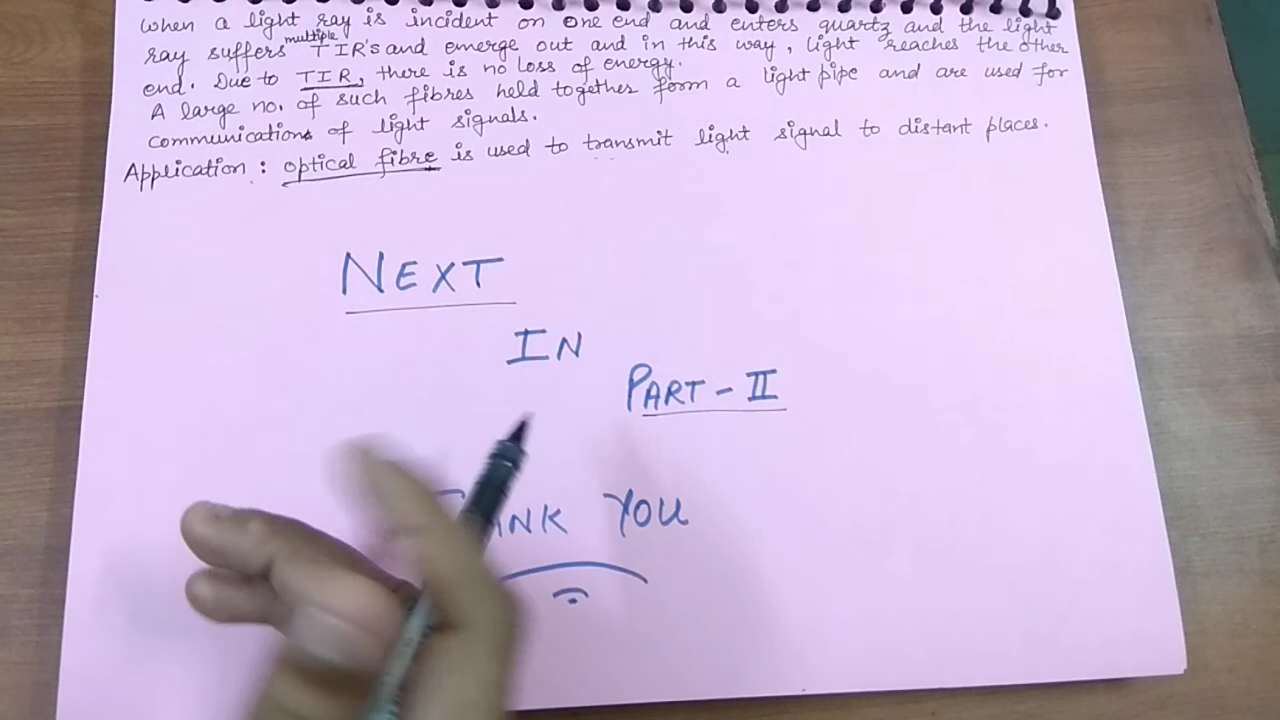 when a light ray is incident on one end and enters quartz and the light
ray suffers multiple TIR's and emerge out and in this way, light reaches the other
end. Due to TIR, there is no loss of energy.
A large no. of such fibres held together form a light pipe and are used for
communications of light signals.
Application : optical fibre is used to transmit light signal to distant places.
NEXT
IN
PART - II
YOU